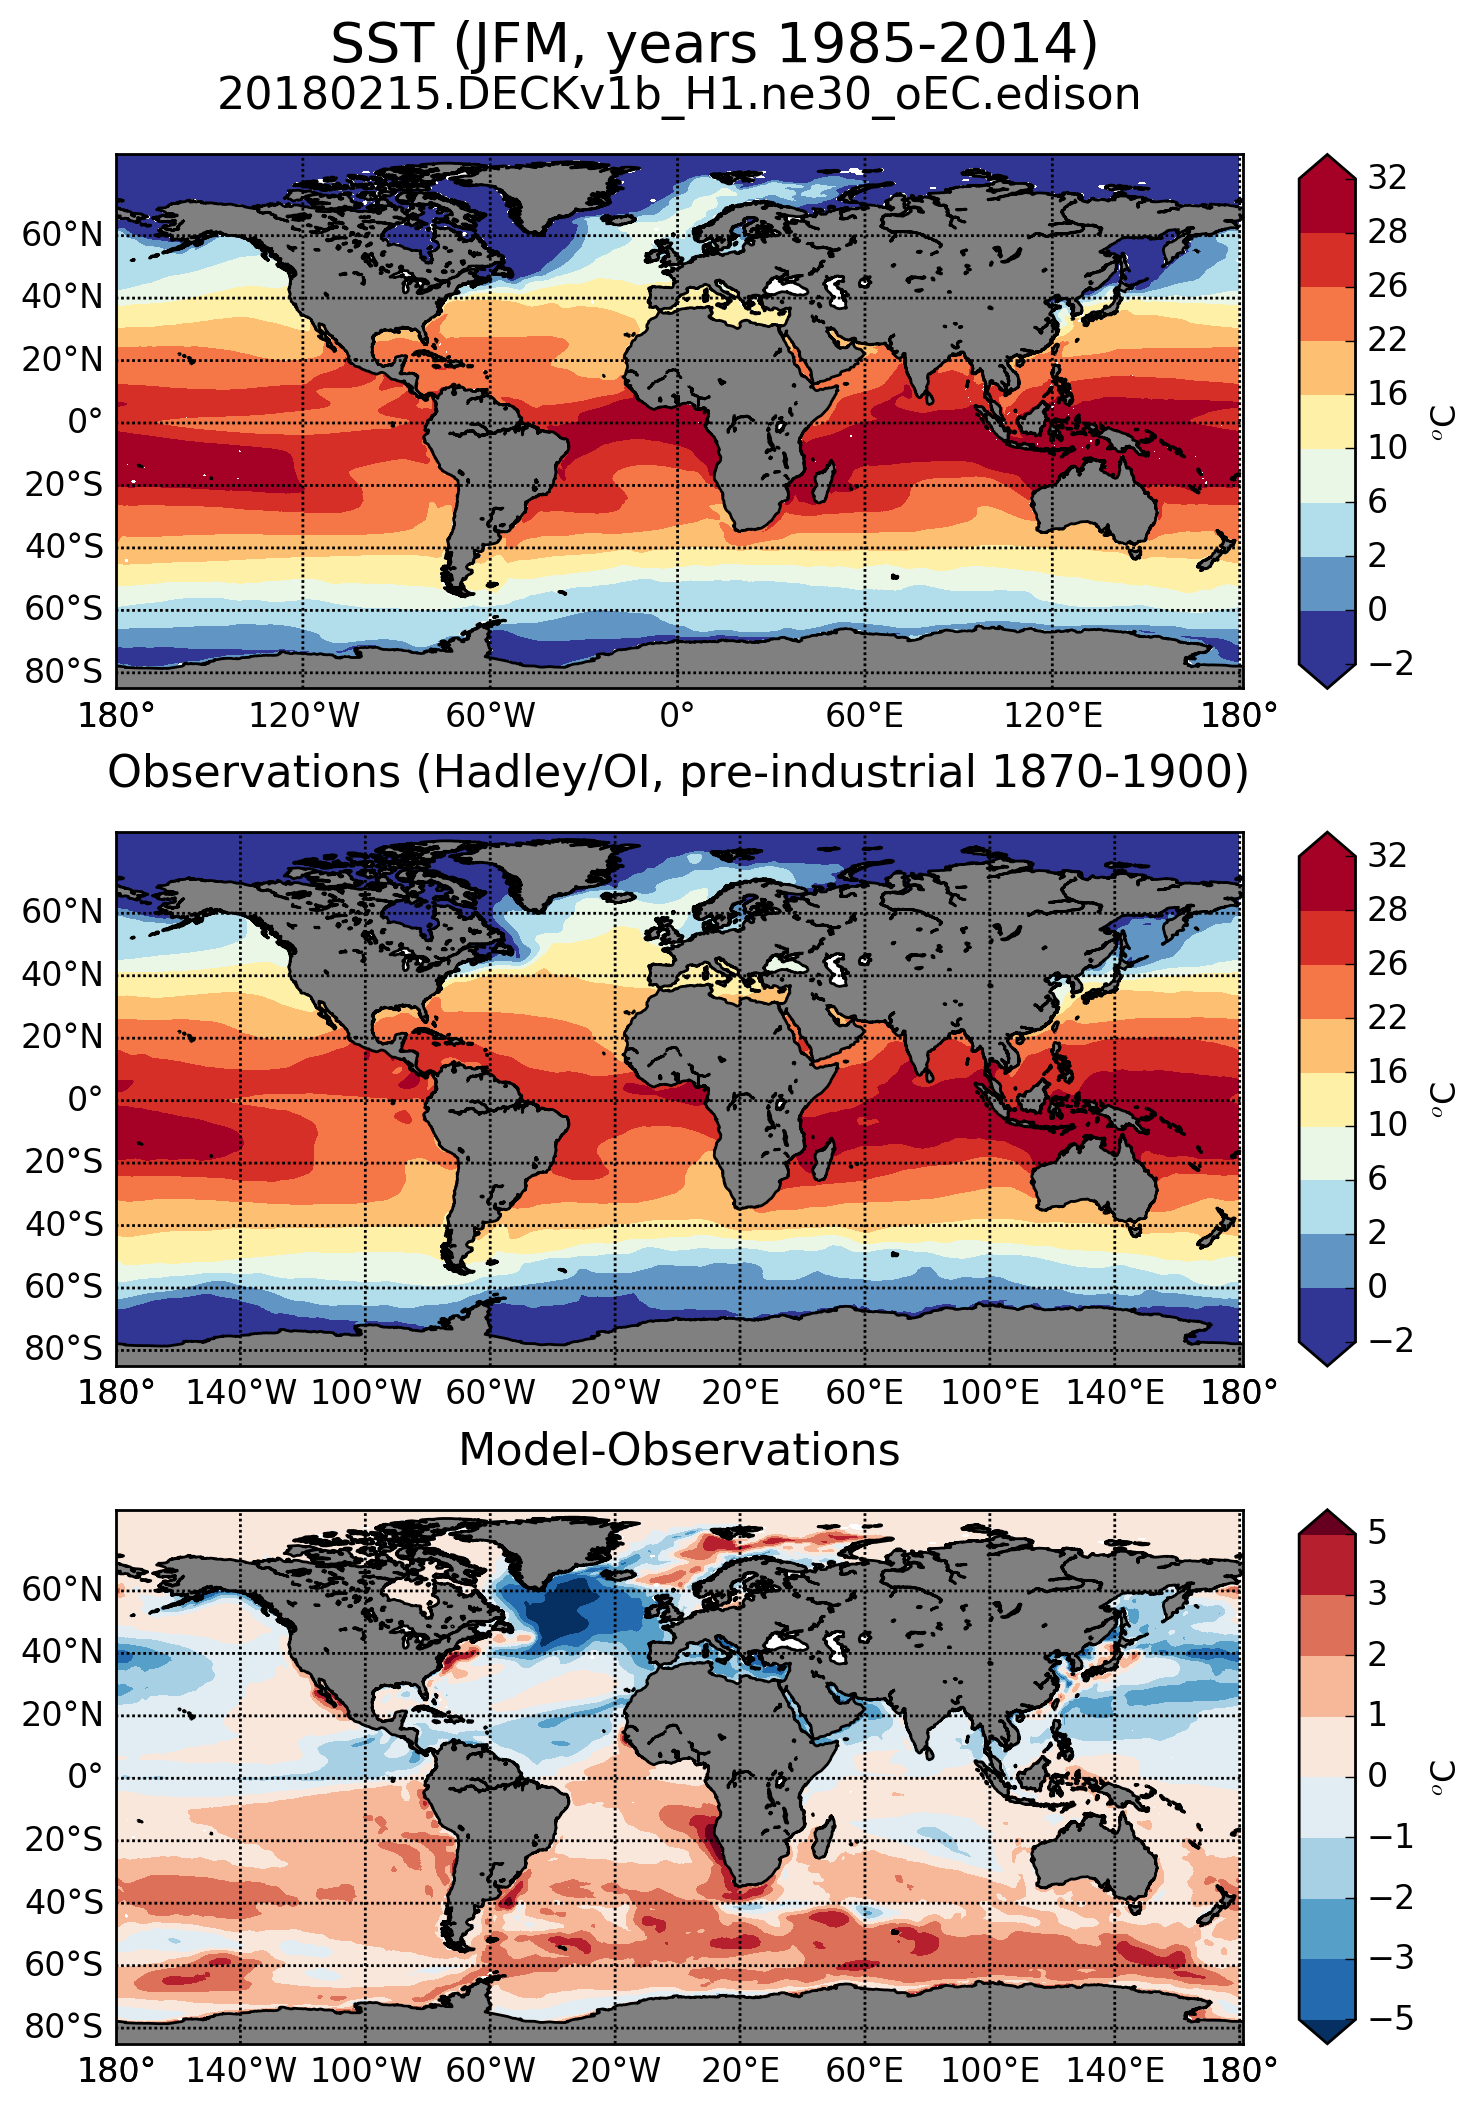 SST (JFM, years 1985-2014)
20180215.DECKv1b_H1.ne30_oEC.edison
60°N
40°N
20°N
0°
20°S
40°S
60°S
80°S
180° 120°W 60°W 0° 60°E 120°E 180°
32
28
26
22
16
10
6
2
0
−2
°C
Observations (Hadley/OI, pre-industrial 1870-1900)
60°N
40°N
20°N
0°
20°S
40°S
60°S
80°S
180° 140°W 100°W 60°W 20°W 20°E 60°E 100°E 140°E 180°
32
28
26
22
16
10
6
2
0
−2
°C
Model-Observations
60°N
40°N
20°N
0°
20°S
40°S
60°S
80°S
180° 140°W 100°W 60°W 20°W 20°E 60°E 100°E 140°E 180°
5
3
2
1
0
−1
−2
−3
−5
°C